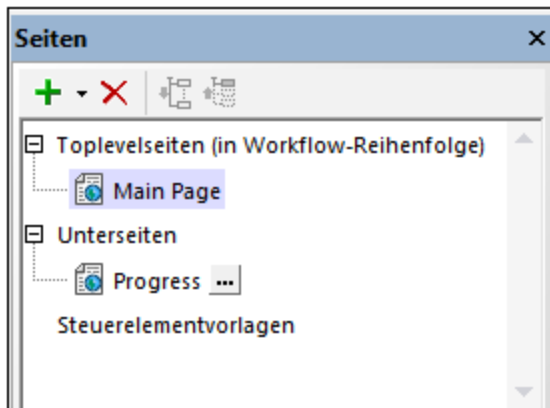 Seiten
Toplevelseiten (in Workflow-Reihenfolge)
Main Page
Unterseiten
Progress ...
Steuerelementvorlagen